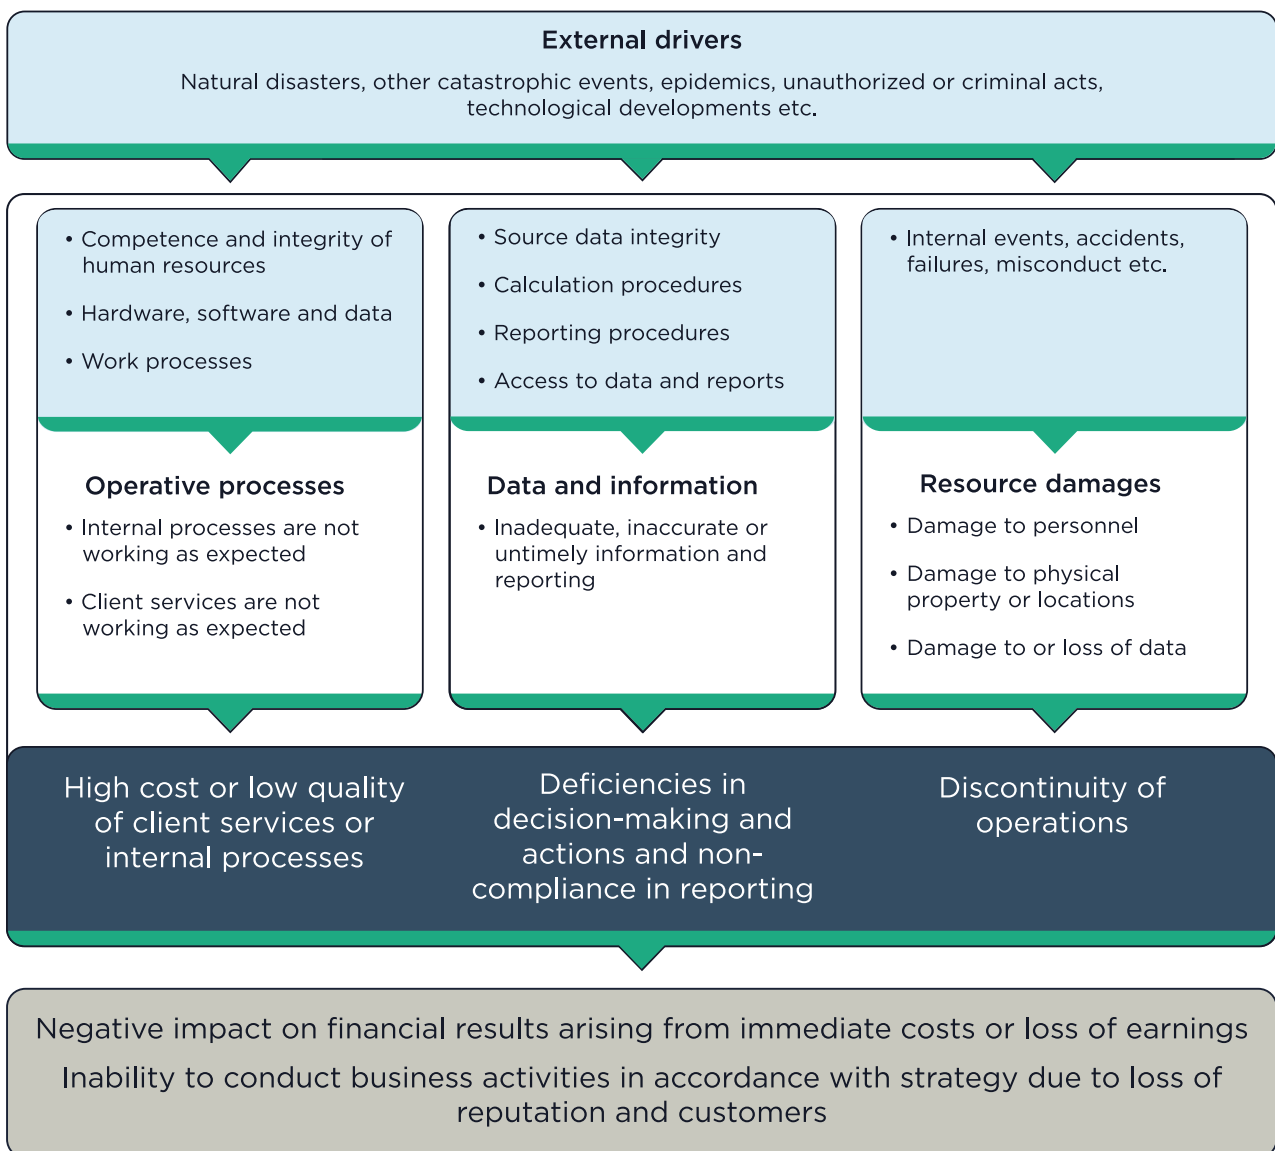 External drivers
Natural disasters, other catastrophic events, epidemics, unauthorized or criminal acts,
technological developments etc.
• Competence and integrity of
human resources
• Hardware, software and data
• Work processes
• Source data integrity
• Calculation procedures
• Reporting procedures
• Access to data and reports
• Internal events, accidents,
failures, misconduct etc.
Operative processes
• Internal processes are not
working as expected
• Client services are not
working as expected
Data and information
• Inadequate, inaccurate or
untimely information and
reporting
Resource damages
• Damage to personnel
• Damage to physical
property or locations
• Damage to or loss of data
High cost or low quality
of client services or
internal processes
Deficiencies in
decision-making and
actions and non-
compliance in reporting
Discontinuity of
operations
Negative impact on financial results arising from immediate costs or loss of earnings
Inability to conduct business activities in accordance with strategy due to loss of
reputation and customers